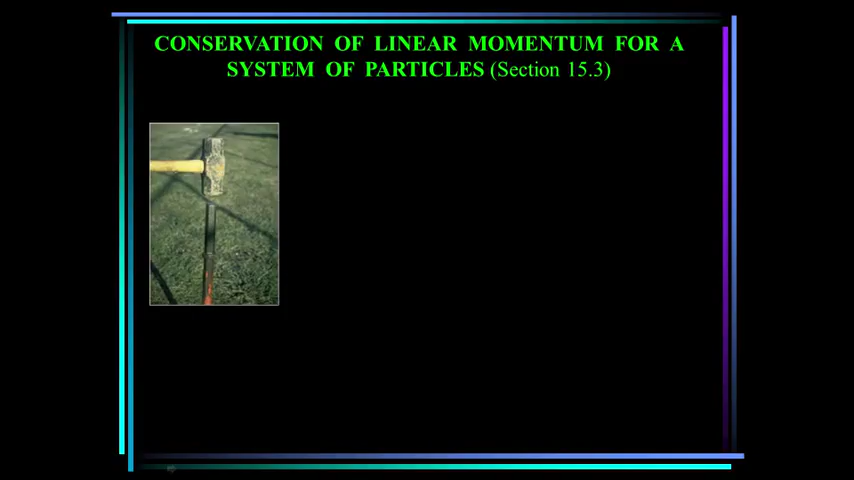 CONSERVATION OF LINEAR MOMENTUM FOR A
SYSTEM OF PARTICLES (Section 15.3)